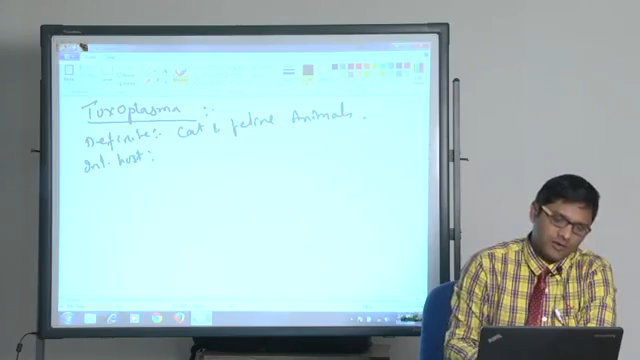 Toxoplasma :-
Definite:- Cat & feline Animals.
Int. host: